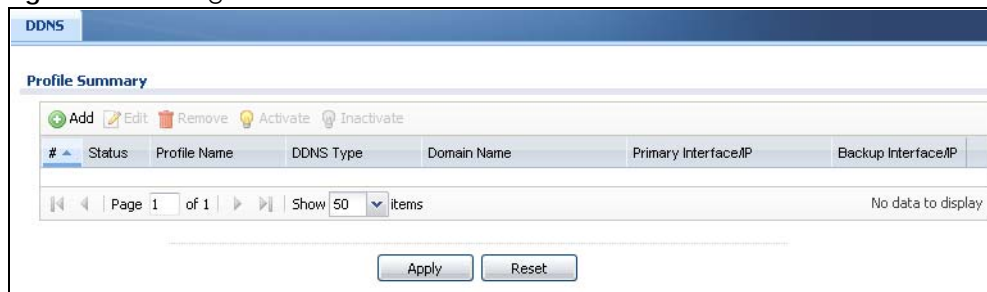 DDNS
Profile Summary
Add Edit Remove Activate Inactivate
# Status Profile Name DDNS Type Domain Name Primary Interface/IP Backup Interface/IP
Page 1 of 1 Show 50 items No data to display
Apply Reset